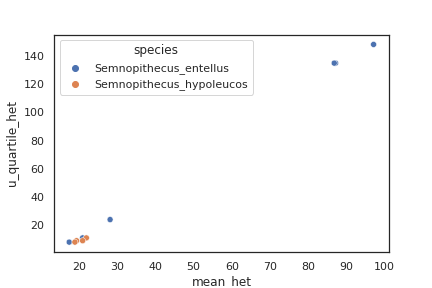 species
Semnopithecus_entellus
Semnopithecus_hypoleucos
140
120
100
80
60
40
20
u_quartile_het
20 30 40 50 60 70 80 90 100
mean_het